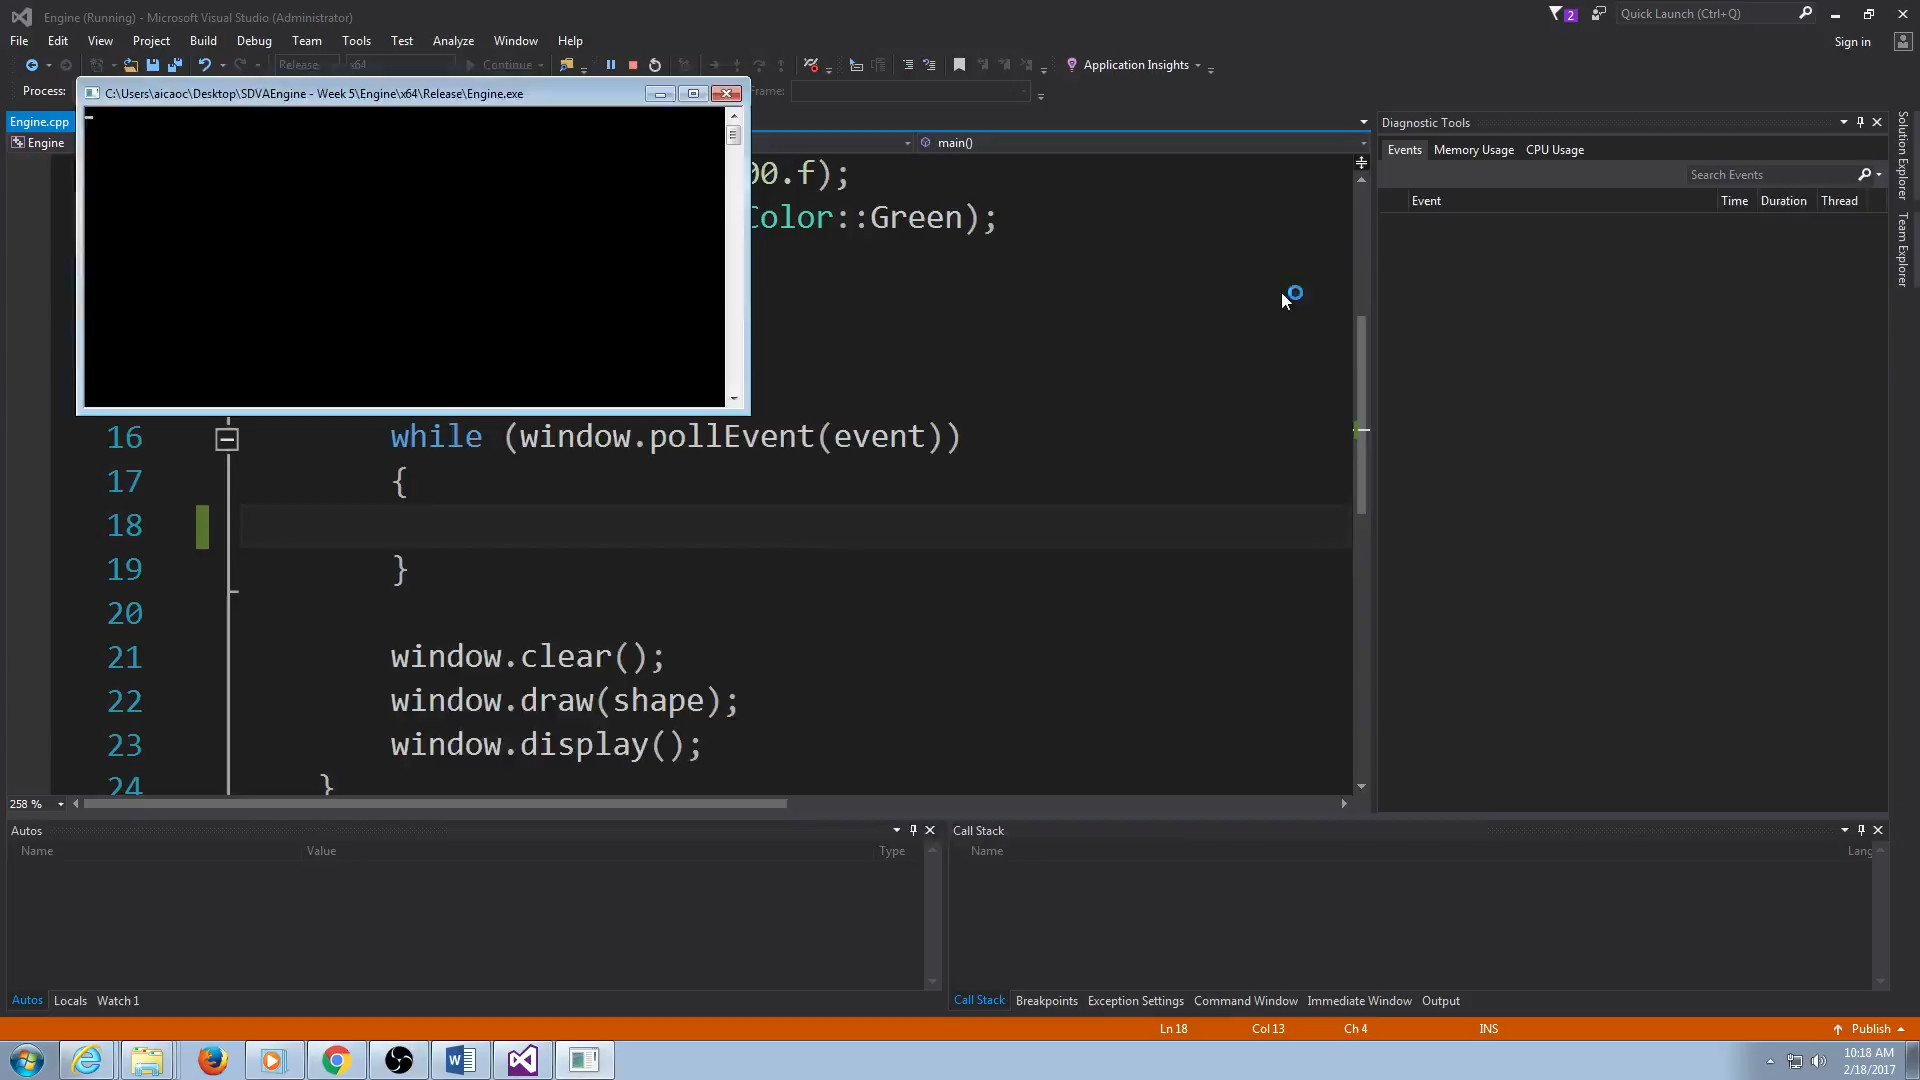 Engine (Running) - Microsoft Visual Studio (Administrator)
2
Quick Launch (Ctrl+Q)
File Edit View Project Build Debug Team Tools Test Analyze Window Help
Sign in
Release x64 Continue Application Insights
Process: Frame:
C:\Users\aicaoc\Desktop\SDVAEngine - Week 5\Engine\x64\Release\Engine.exe
Engine.cpp
Engine
main()
00.f);
Color::Green);
16 while (window.pollEvent(event))
17 {
18
19 }
20
21 window.clear();
22 window.draw(shape);
23 window.display();
24 }
258 %
Diagnostic Tools
Events Memory Usage CPU Usage
Search Events
Event Time Duration Thread
Solution Explorer
Team Explorer
Autos
Name Value Type
Autos Locals Watch 1
Call Stack
Name Lang
Call Stack Breakpoints Exception Settings Command Window Immediate Window Output
Ln 18 Col 13 Ch 4 INS Publish
10:18 AM
2/18/2017